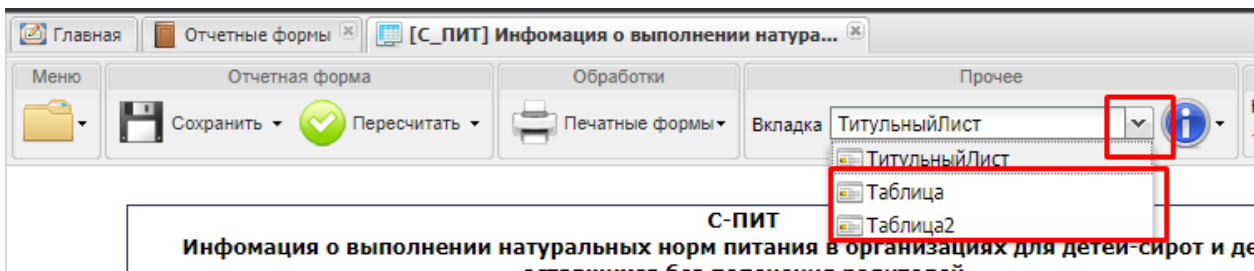 Главная Отчетные формы [С_ПИТ] Инфомация о выполнении натура...
Меню Отчетная форма Обработки Прочее
Сохранить Пересчитать Печатные формы Вкладка ТитульныйЛист
ТитульныйЛист
Таблица
Таблица2
С-ПИТ
Инфомация о выполнении натуральных норм питания в организациях для детей-сирот и де